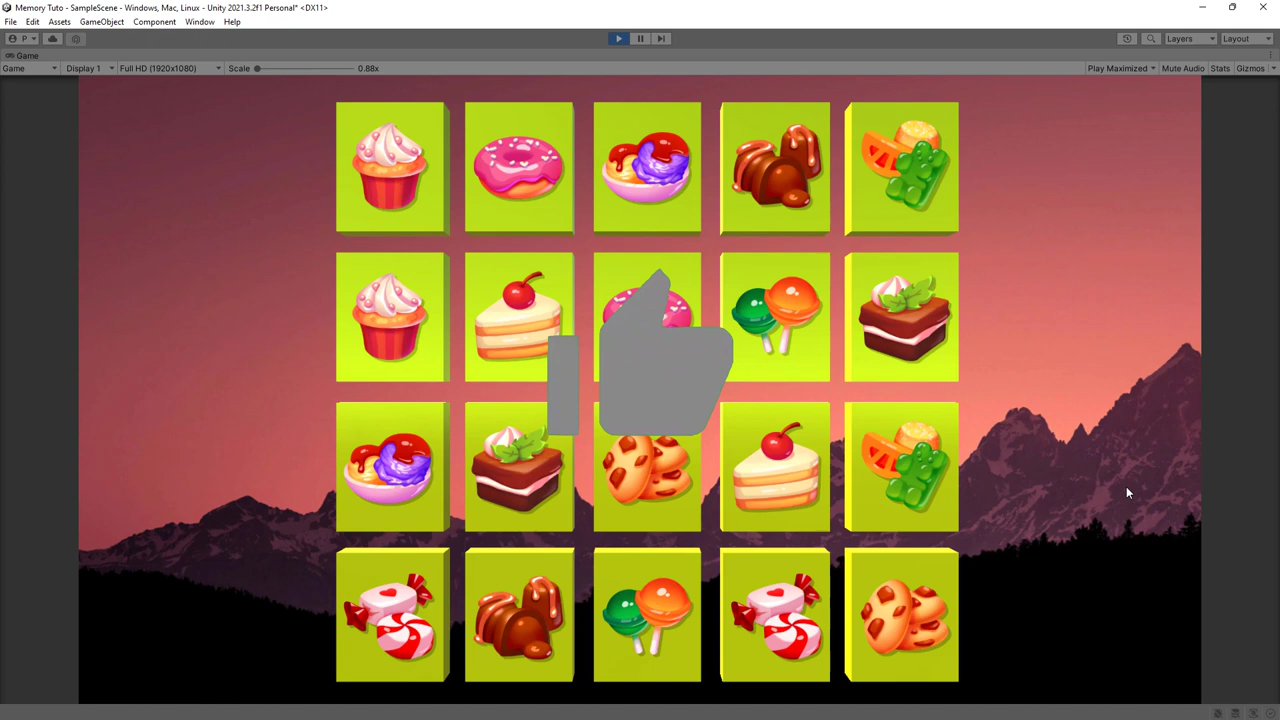 Memory Tuto - SampleScene - Windows, Mac, Linux - Unity 2021.3.2f1 Personal* <DX11>
File Edit Assets GameObject Component Window Help
P Layers Layout
Game
Game Display 1 Full HD (1920x1080) Scale 0.88x Play Maximized Mute Audio Stats Gizmos